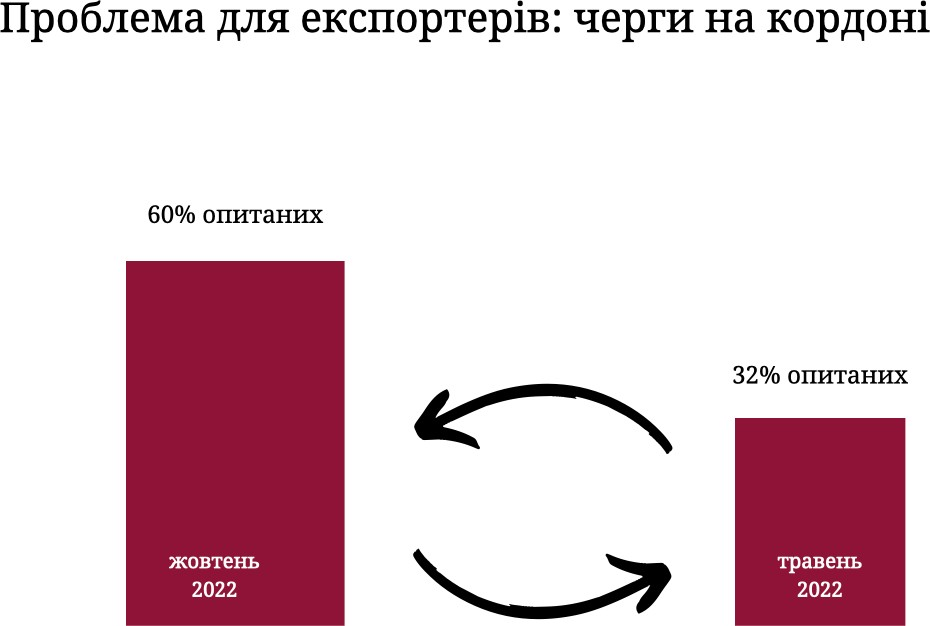 Проблема для експортерів: черги на кордоні
60% опитаних
32% опитаних
жовтень
2022
травень
2022